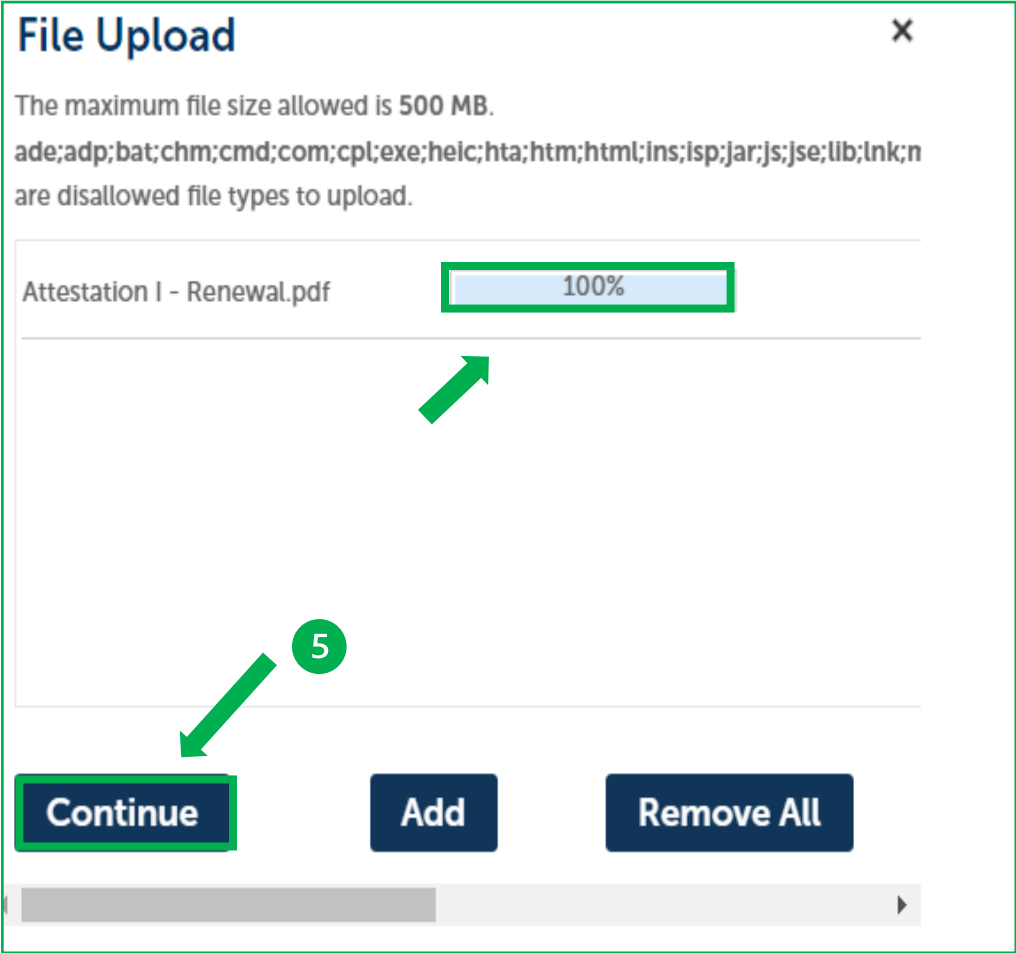 File Upload ×
The maximum file size allowed is 500 MB.
ade;adp;bat;chm;cmd;com;cpl;exe;heic;hta;htm;html;ins;isp;jar;js;jse;lib;lnk;m
are disallowed file types to upload.
Attestation I - Renewal.pdf 100%
5
Continue Add Remove All